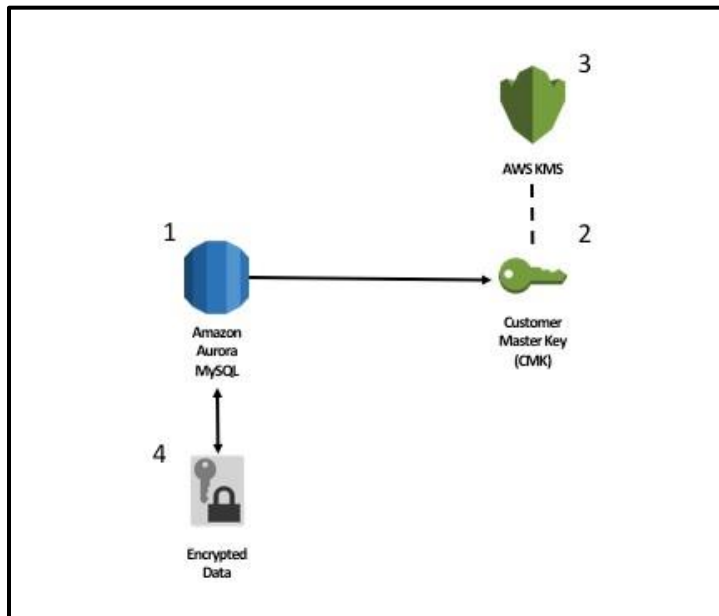 3
AWS KMS
2
Customer
Master Key
(CMK)
1
Amazon
Aurora
MySQL
4
Encrypted
Data